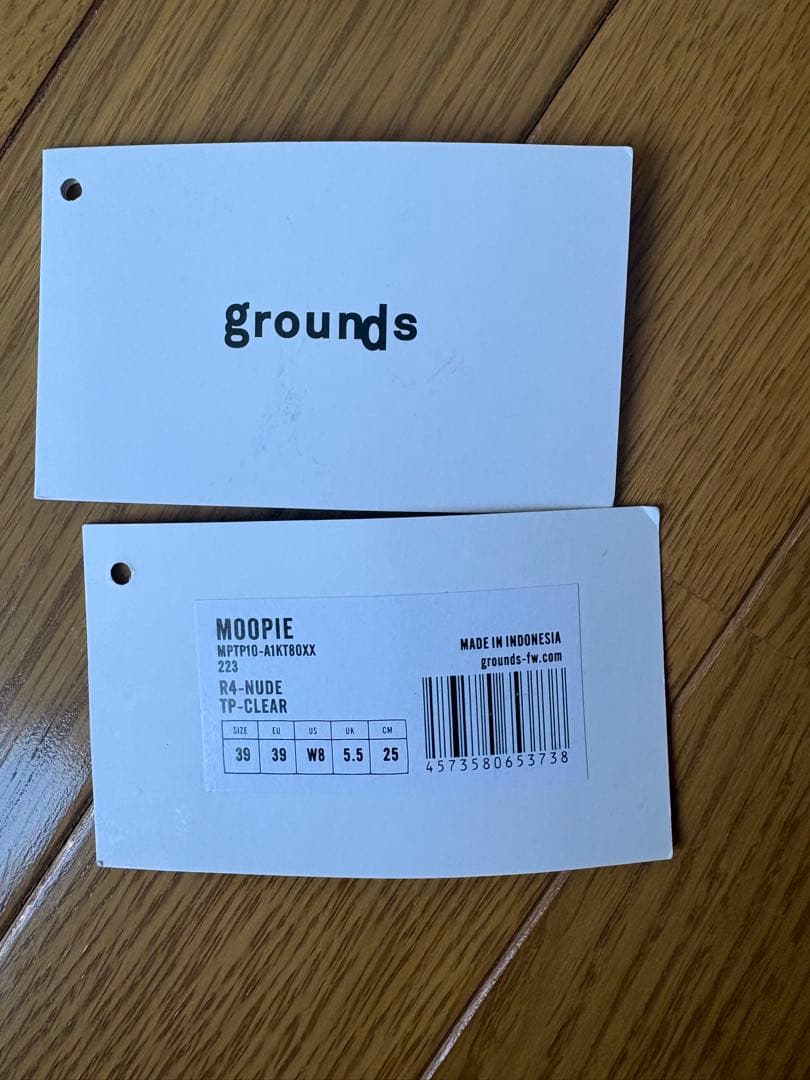 grounds
MOOPIE
MPTP10-A1KT80XX
223
R4-NUDE
TP-CLEAR
SIZE EU US UK CM
39 39 W8 5.5 25
MADE IN INDONESIA
grounds-fw.com
4573580653738